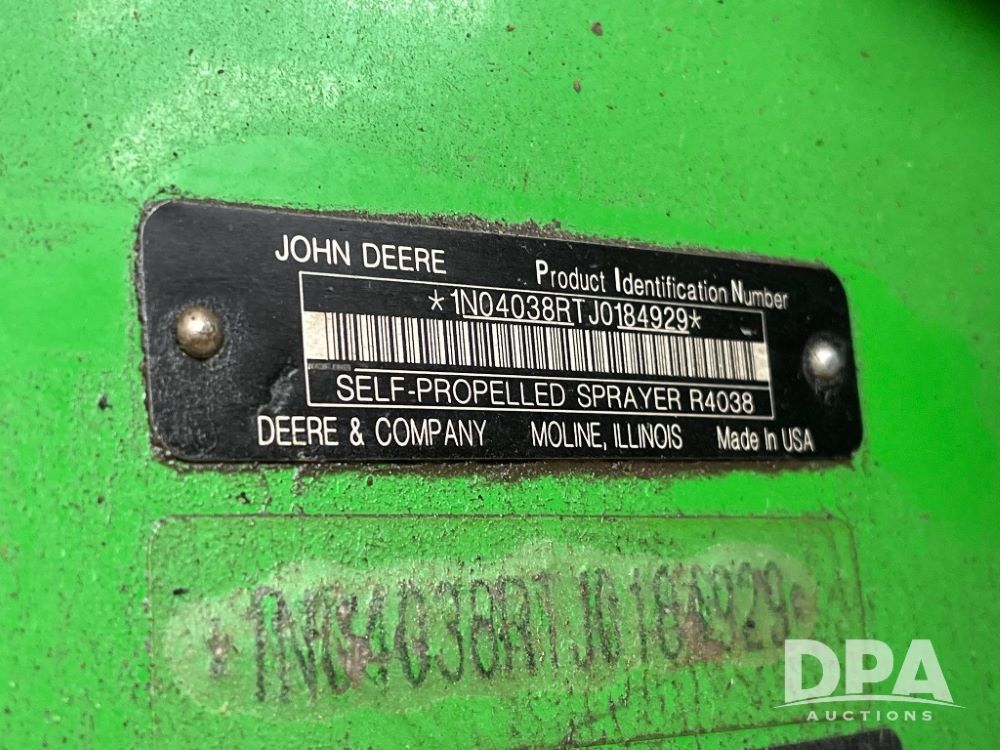 JOHN DEERE
Product Identification Number
*1N04038RTJ0184929*
SELF-PROPELLED SPRAYER R4038
DEERE & COMPANY MOLINE, ILLINOIS Made In USA
*1N04038RTJ0184929*
DPA
AUCTIONS